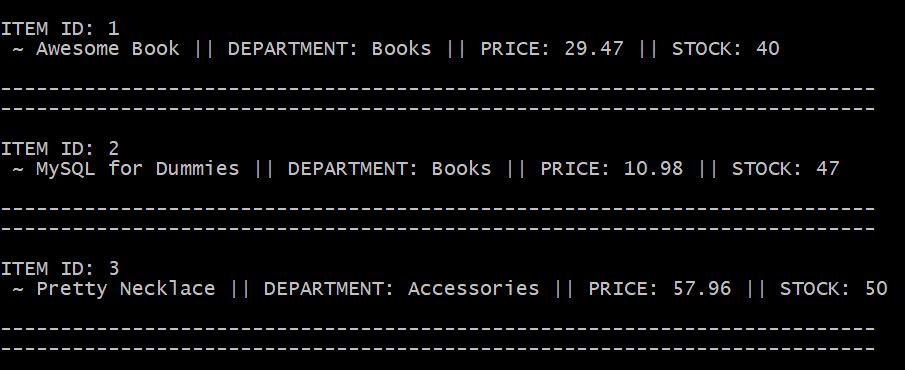 ITEM ID: 1
 ~ Awesome Book || DEPARTMENT: Books || PRICE: 29.47 || STOCK: 40
-------------------------------------------------------------------------
-------------------------------------------------------------------------
ITEM ID: 2
 ~ MySQL for Dummies || DEPARTMENT: Books || PRICE: 10.98 || STOCK: 47
-------------------------------------------------------------------------
-------------------------------------------------------------------------
ITEM ID: 3
 ~ Pretty Necklace || DEPARTMENT: Accessories || PRICE: 57.96 || STOCK: 50
-------------------------------------------------------------------------
-------------------------------------------------------------------------